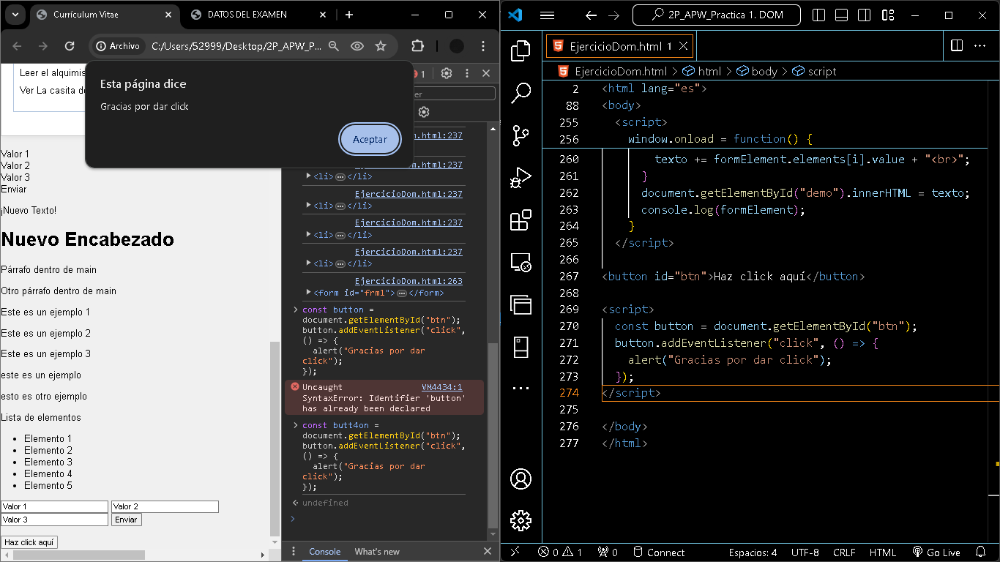 Currículum Vitae
DATOS DEL EXAMEN
Archivo
C:/Users/52999/Desktop/2P_APW_P...
Esta página dice
Gracias por dar click
Aceptar
Leer el alquimis
Ver La casita de
Valor 1
Valor 2
Valor 3
Enviar
¡Nuevo Texto!
Nuevo Encabezado
Párrafo dentro de main
Otro párrafo dentro de main
Este es un ejemplo 1
Este es un ejemplo 2
Este es un ejemplo 3
este es un ejemplo
esto es otro ejemplo
Lista de elementos
Elemento 1
Elemento 2
Elemento 3
Elemento 4
Elemento 5
Valor 1 Valor 2
Valor 3 Enviar
Haz click aquí
1
er
om.html:237
om.html:237
<li>…</li>
EjercicioDom.html:237
<li>…</li>
EjercicioDom.html:237
<li>…</li>
EjercicioDom.html:237
<li>…</li>
EjercicioDom.html:263
<form id="frm1">…</form>
const button =
document.getElementById("btn");
button.addEventListener("click",
() => {
alert("Gracias por dar
click");
});
Uncaught VM4434:1
SyntaxError: Identifier 'button'
has already been declared
const butt4on =
document.getElementById("btn");
button.addEventListener("click",
() => {
alert("Gracias por dar
click");
});
undefined
Console What's new
2P_APW_Practica 1. DOM
EjercicioDom.html 1
EjercicioDom.html > html > body > script
2 <html lang="es">
88 <body>
255 <script>
256 window.onload = function() {
260 texto += formElement.elements[i].value + "<br>";
261 }
262 document.getElementById("demo").innerHTML = texto;
263 console.log(formElement);
264 }
265 </script>
266
267 <button id="btn">Haz click aquí</button>
268
269 <script>
270 const button = document.getElementById("btn");
271 button.addEventListener("click", () => {
272 alert("Gracias por dar click");
273 });
274 </script>
275
276 </body>
277 </html>
0 1 0 Connect Espacios: 4 UTF-8 CRLF HTML Go Live